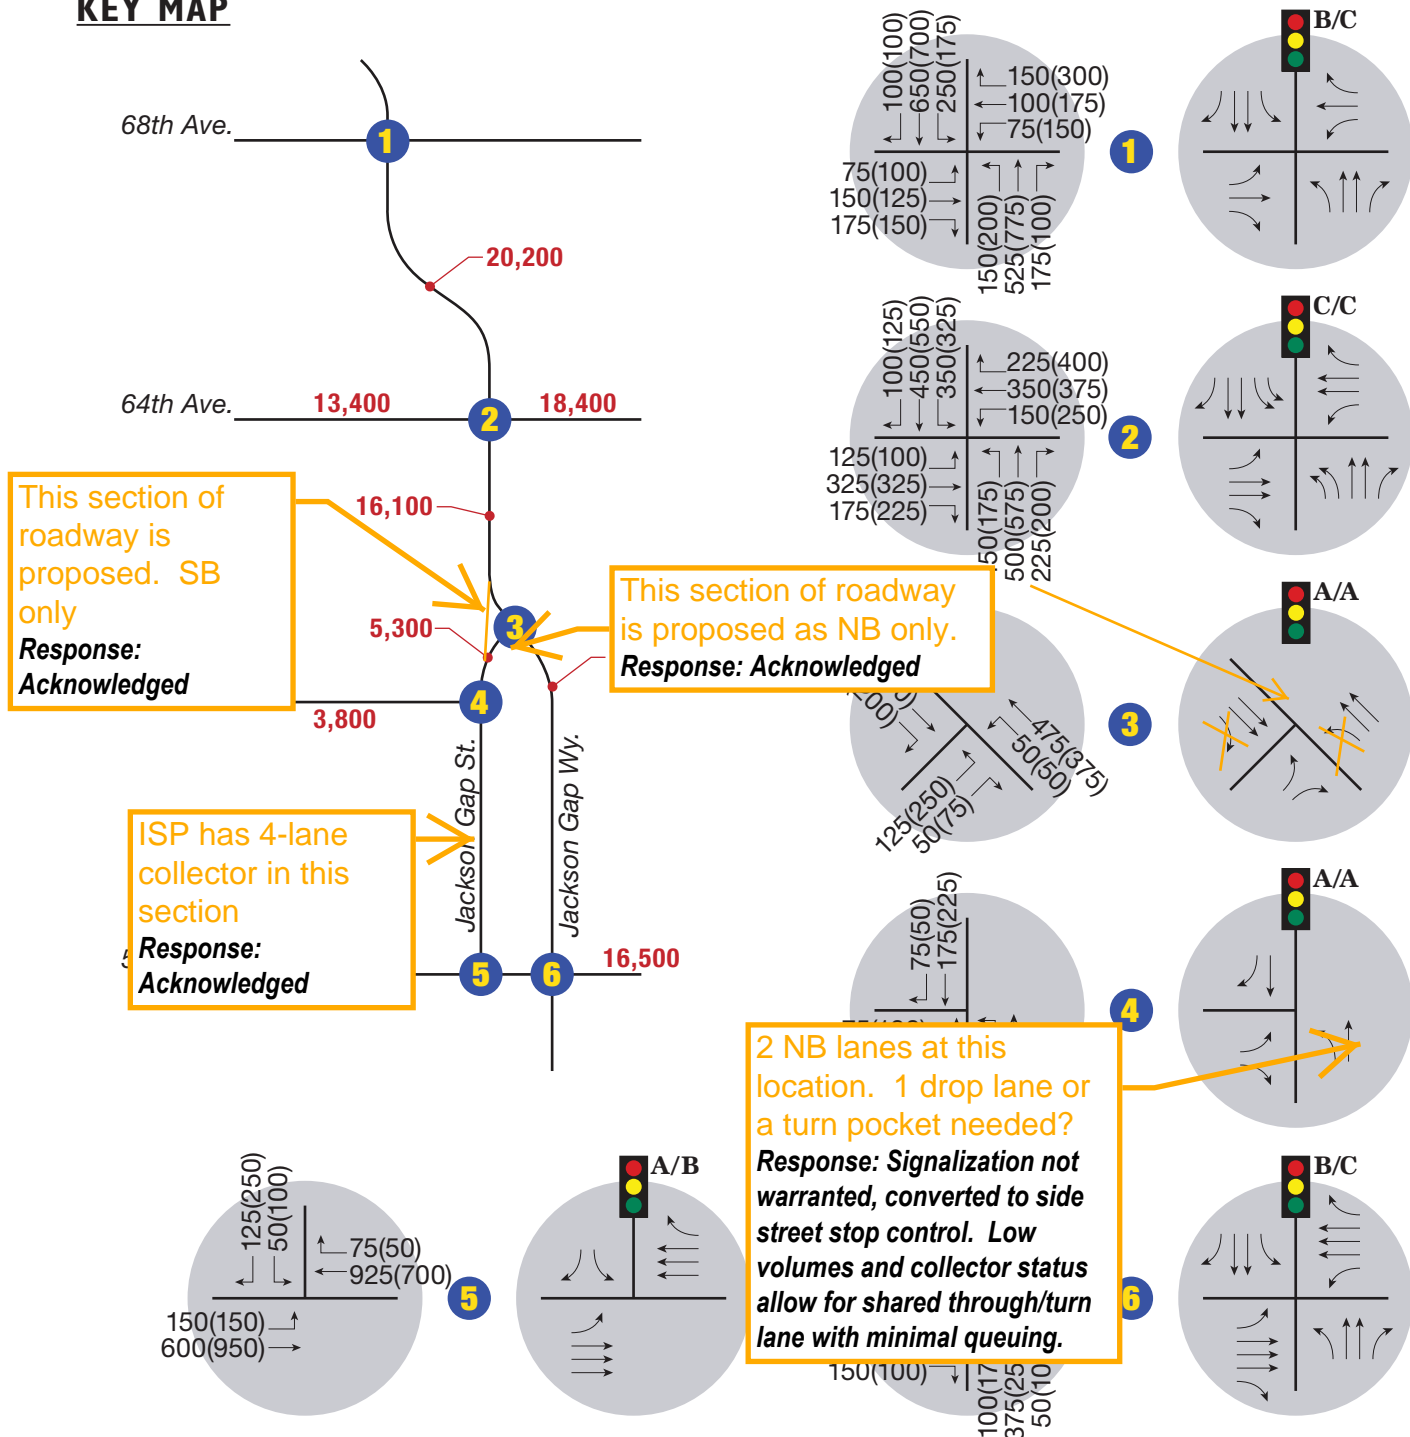 KEY MAP
68th Ave.
1
20,200
64th Ave.
13,400
18,400
2
16,100
This section of
roadway is
proposed. SB
only
Response:
Acknowledged
5,300
3
This section of roadway
is proposed as NB only.
Response: Acknowledged
4
3,800
Jackson Gap St.
Jackson Gap Wy.
ISP has 4-lane
collector in this
section
Response:
Acknowledged
5
6
16,500
100(100)
650(700)
250(175)
150(300)
100(175)
75(150)
75(100)
150(125)
175(150)
150(200)
525(775)
175(100)
1
B/C
100(125)
450(550)
350(325)
225(400)
350(375)
150(250)
125(100)
325(325)
175(225)
50(175)
500(575)
225(200)
2
C/C
475(375)
50(50)
125(250)
50(75)
3
A/A
75(50)
175(225)
4
A/A
2 NB lanes at this
location. 1 drop lane or
a turn pocket needed?
Response: Signalization not
warranted, converted to side
street stop control. Low
volumes and collector status
allow for shared through/turn
lane with minimal queuing.
125(250)
50(100)
75(50)
925(700)
150(150)
600(950)
5
A/B
150(100)
6
B/C